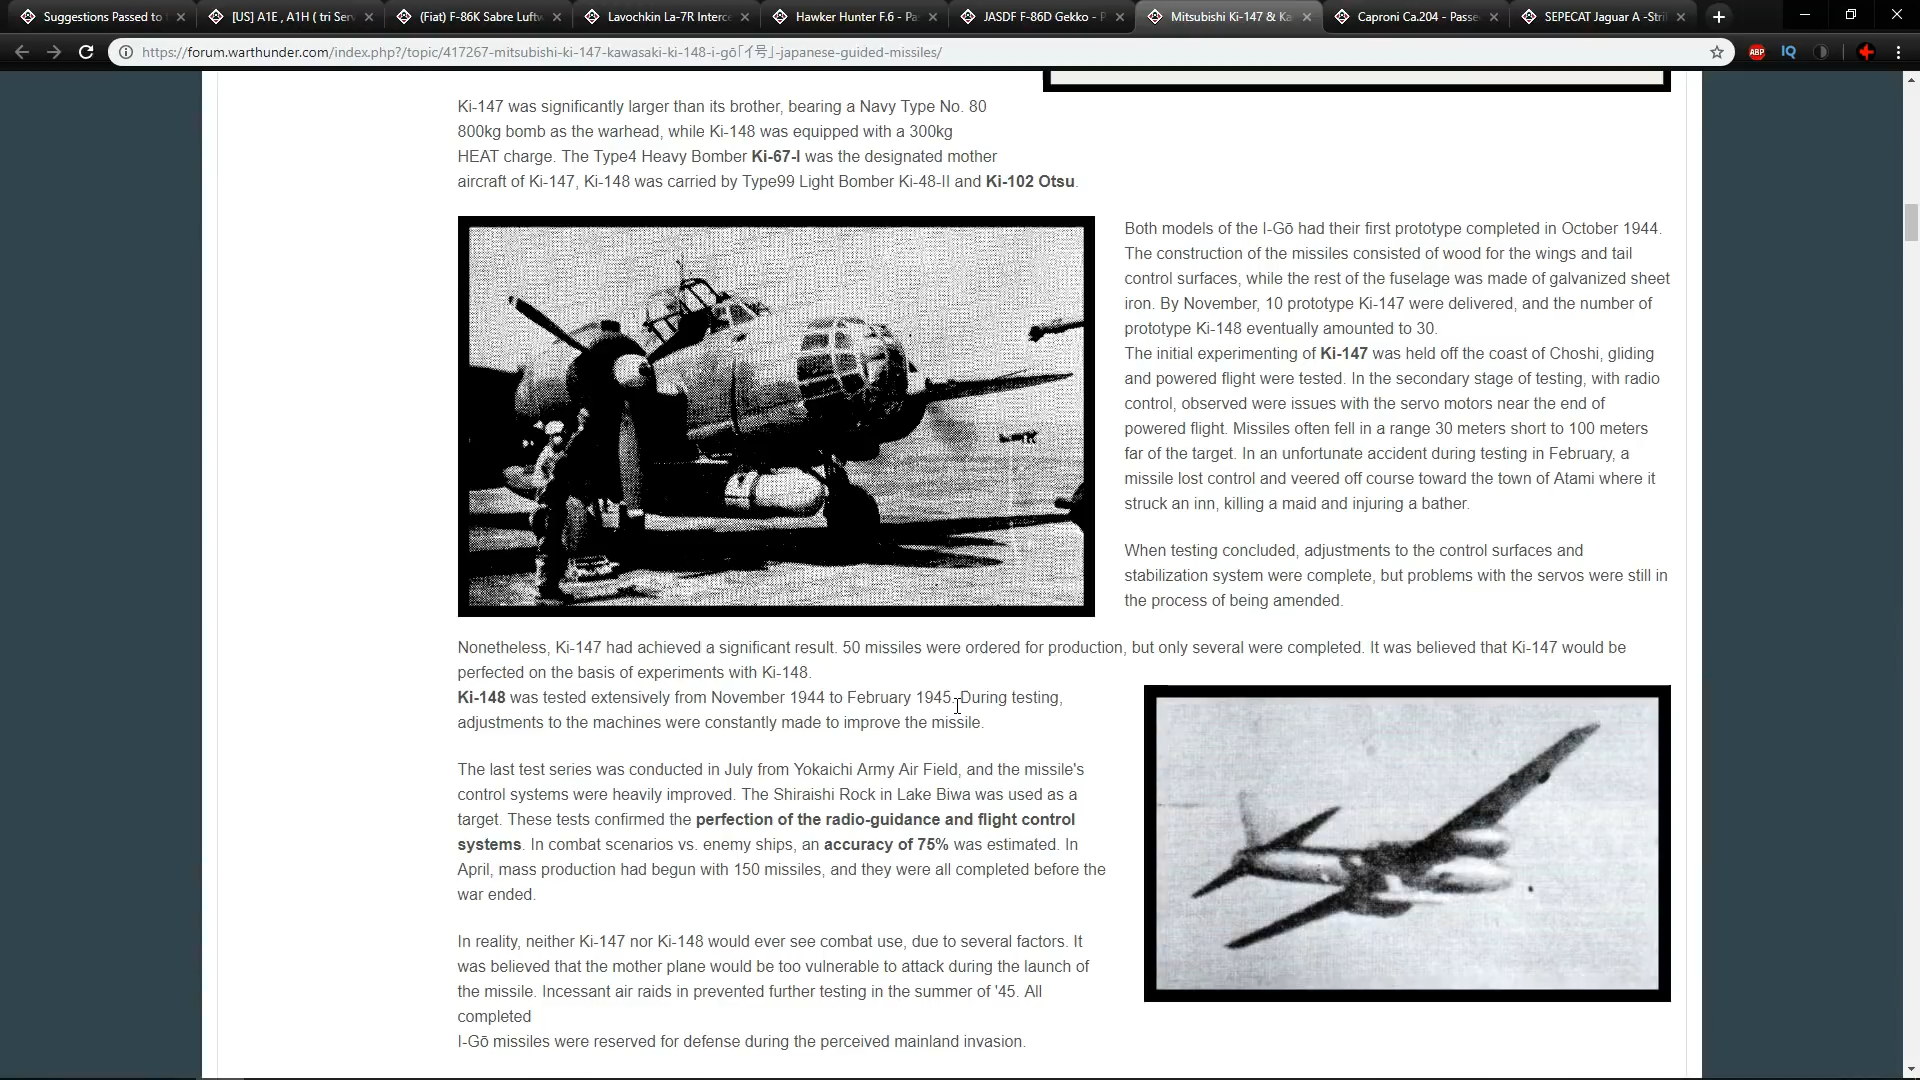 Suggestions Passed to
[US] A1E , A1H ( tri Serv
(Fiat) F-86K Sabre Luftw
Lavochkin La-7R Interce
Hawker Hunter F.6 - Pas
JASDF F-86D Gekko - P
Mitsubishi Ki-147 & Ka
Caproni Ca.204 - Passe
SEPECAT Jaguar A -Stri
https://forum.warthunder.com/index.php?/topic/417267-mitsubishi-ki-147-kawasaki-ki-148-i-gō「イ号」-japanese-guided-missiles/
ABP
IQ
Ki-147 was significantly larger than its brother, bearing a Navy Type No. 80
800kg bomb as the warhead, while Ki-148 was equipped with a 300kg
HEAT charge. The Type4 Heavy Bomber Ki-67-I was the designated mother
aircraft of Ki-147, Ki-148 was carried by Type99 Light Bomber Ki-48-II and Ki-102 Otsu.
Both models of the I-Gō had their first prototype completed in October 1944.
The construction of the missiles consisted of wood for the wings and tail
control surfaces, while the rest of the fuselage was made of galvanized sheet
iron. By November, 10 prototype Ki-147 were delivered, and the number of
prototype Ki-148 eventually amounted to 30.
The initial experimenting of Ki-147 was held off the coast of Choshi, gliding
and powered flight were tested. In the secondary stage of testing, with radio
control, observed were issues with the servo motors near the end of
powered flight. Missiles often fell in a range 30 meters short to 100 meters
far of the target. In an unfortunate accident during testing in February, a
missile lost control and veered off course toward the town of Atami where it
struck an inn, killing a maid and injuring a bather.
When testing concluded, adjustments to the control surfaces and
stabilization system were complete, but problems with the servos were still in
the process of being amended.
Nonetheless, Ki-147 had achieved a significant result. 50 missiles were ordered for production, but only several were completed. It was believed that Ki-147 would be
perfected on the basis of experiments with Ki-148.
Ki-148 was tested extensively from November 1944 to February 1945. During testing,
adjustments to the machines were constantly made to improve the missile.
The last test series was conducted in July from Yokaichi Army Air Field, and the missile's
control systems were heavily improved. The Shiraishi Rock in Lake Biwa was used as a
target. These tests confirmed the perfection of the radio-guidance and flight control
systems. In combat scenarios vs. enemy ships, an accuracy of 75% was estimated. In
April, mass production had begun with 150 missiles, and they were all completed before the
war ended.
In reality, neither Ki-147 nor Ki-148 would ever see combat use, due to several factors. It
was believed that the mother plane would be too vulnerable to attack during the launch of
the missile. Incessant air raids in prevented further testing in the summer of '45. All
completed
I-Gō missiles were reserved for defense during the perceived mainland invasion.